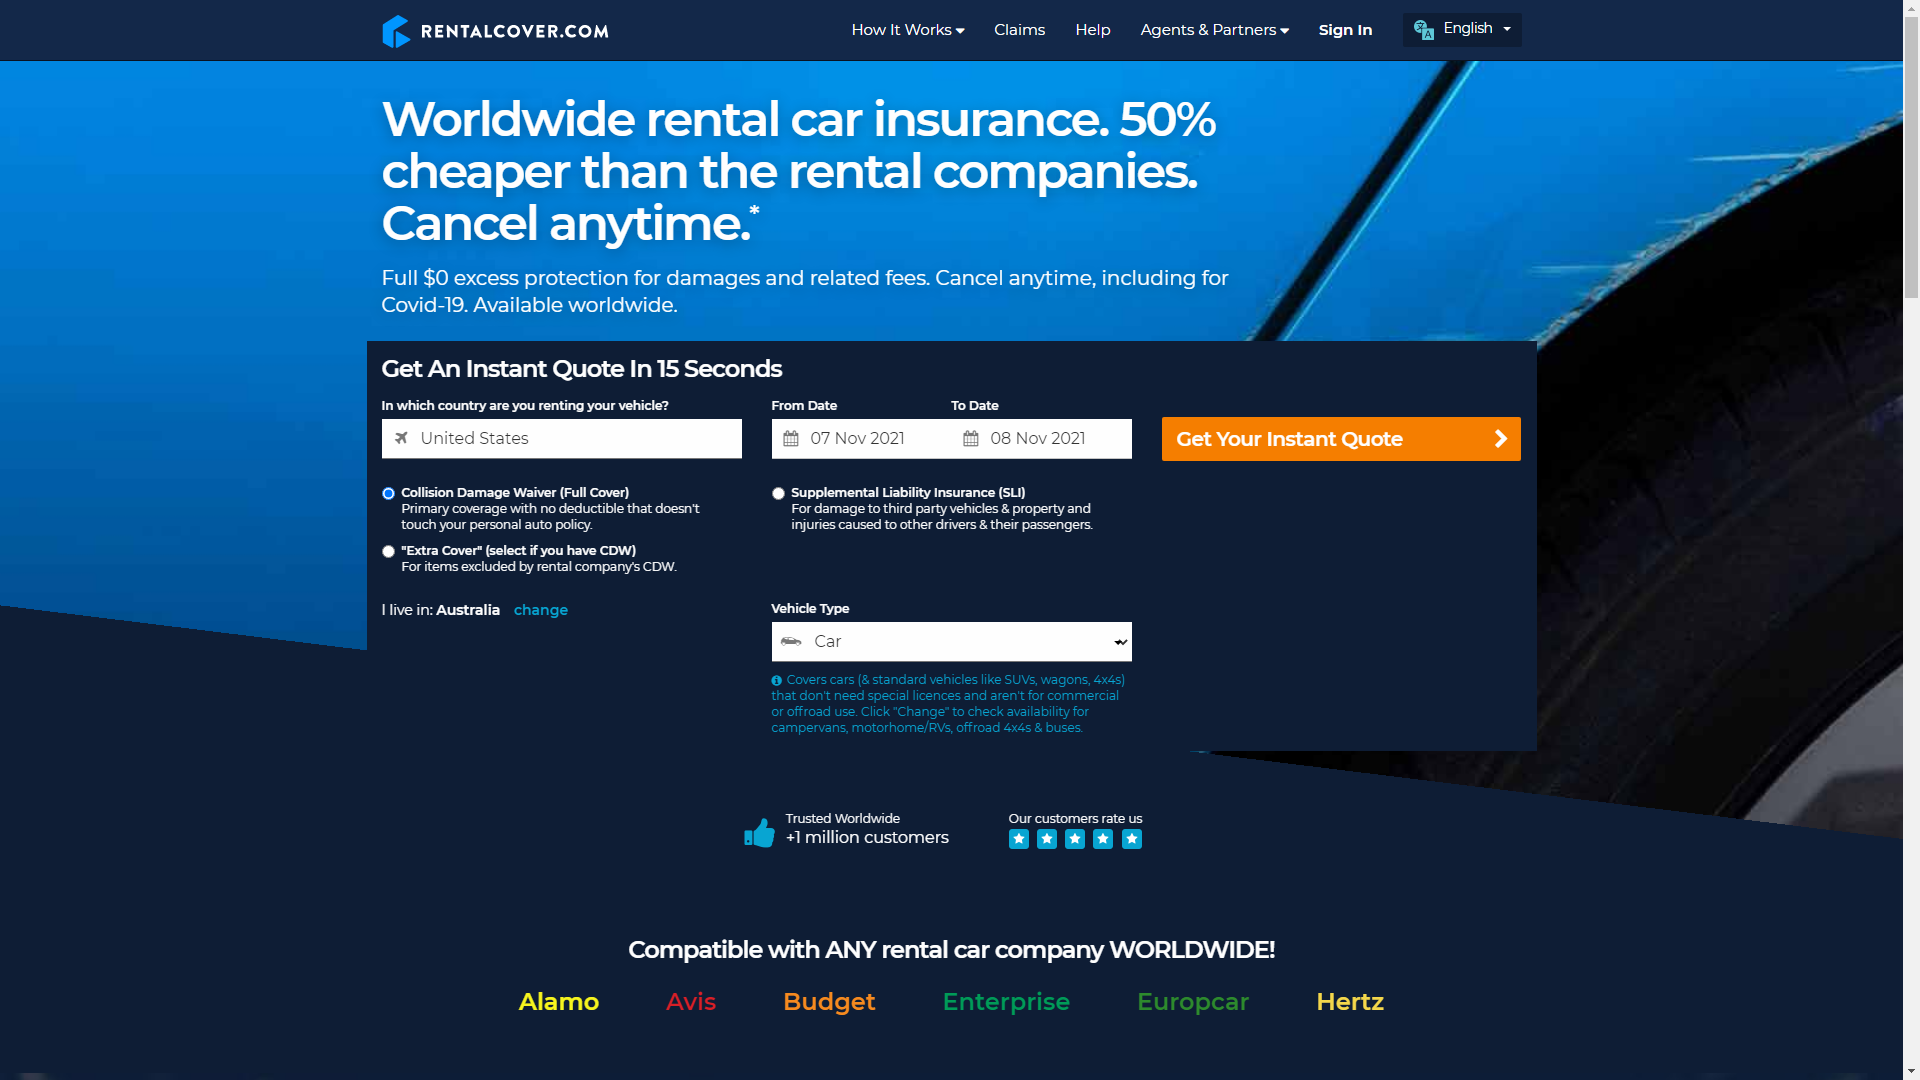 RENTALCOVER.COM
How It Works
Claims
Help
Agents & Partners
Sign In
English
Worldwide rental car insurance. 50%
cheaper than the rental companies.
Cancel anytime.*
Full $0 excess protection for damages and related fees. Cancel anytime, including for
Covid-19. Available worldwide.
Get An Instant Quote In 15 Seconds
In which country are you renting your vehicle?
From Date
To Date
United States
07 Nov 2021
08 Nov 2021
Get Your Instant Quote
Collision Damage Waiver (Full Cover)
Primary coverage with no deductible that doesn't
touch your personal auto policy.
Supplemental Liability Insurance (SLI)
For damage to third party vehicles & property and
injuries caused to other drivers & their passengers.
"Extra Cover" (select if you have CDW)
For items excluded by rental company's CDW.
I live in: Australia change
Vehicle Type
Car
Covers cars (& standard vehicles like SUVs, wagons, 4x4s)
that don't need special licences and aren't for commercial
or offroad use. Click "Change" to check availability for
campervans, motorhome/RVs, offroad 4x4s & buses.
Trusted Worldwide
+1 million customers
Our customers rate us
Compatible with ANY rental car company WORLDWIDE!
Alamo
Avis
Budget
Enterprise
Europcar
Hertz